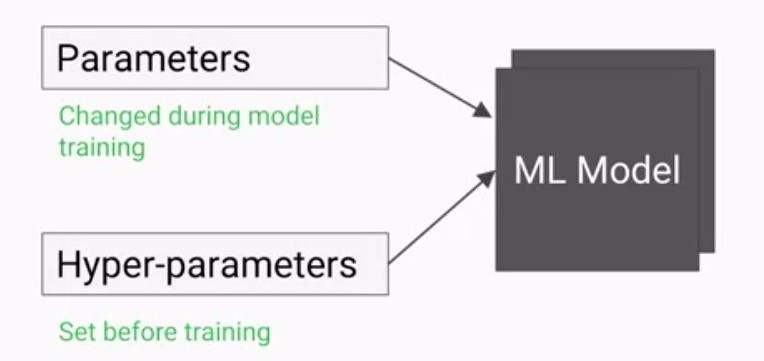 Parameters
Changed during model
training
ML Model
Hyper-parameters
Set before training